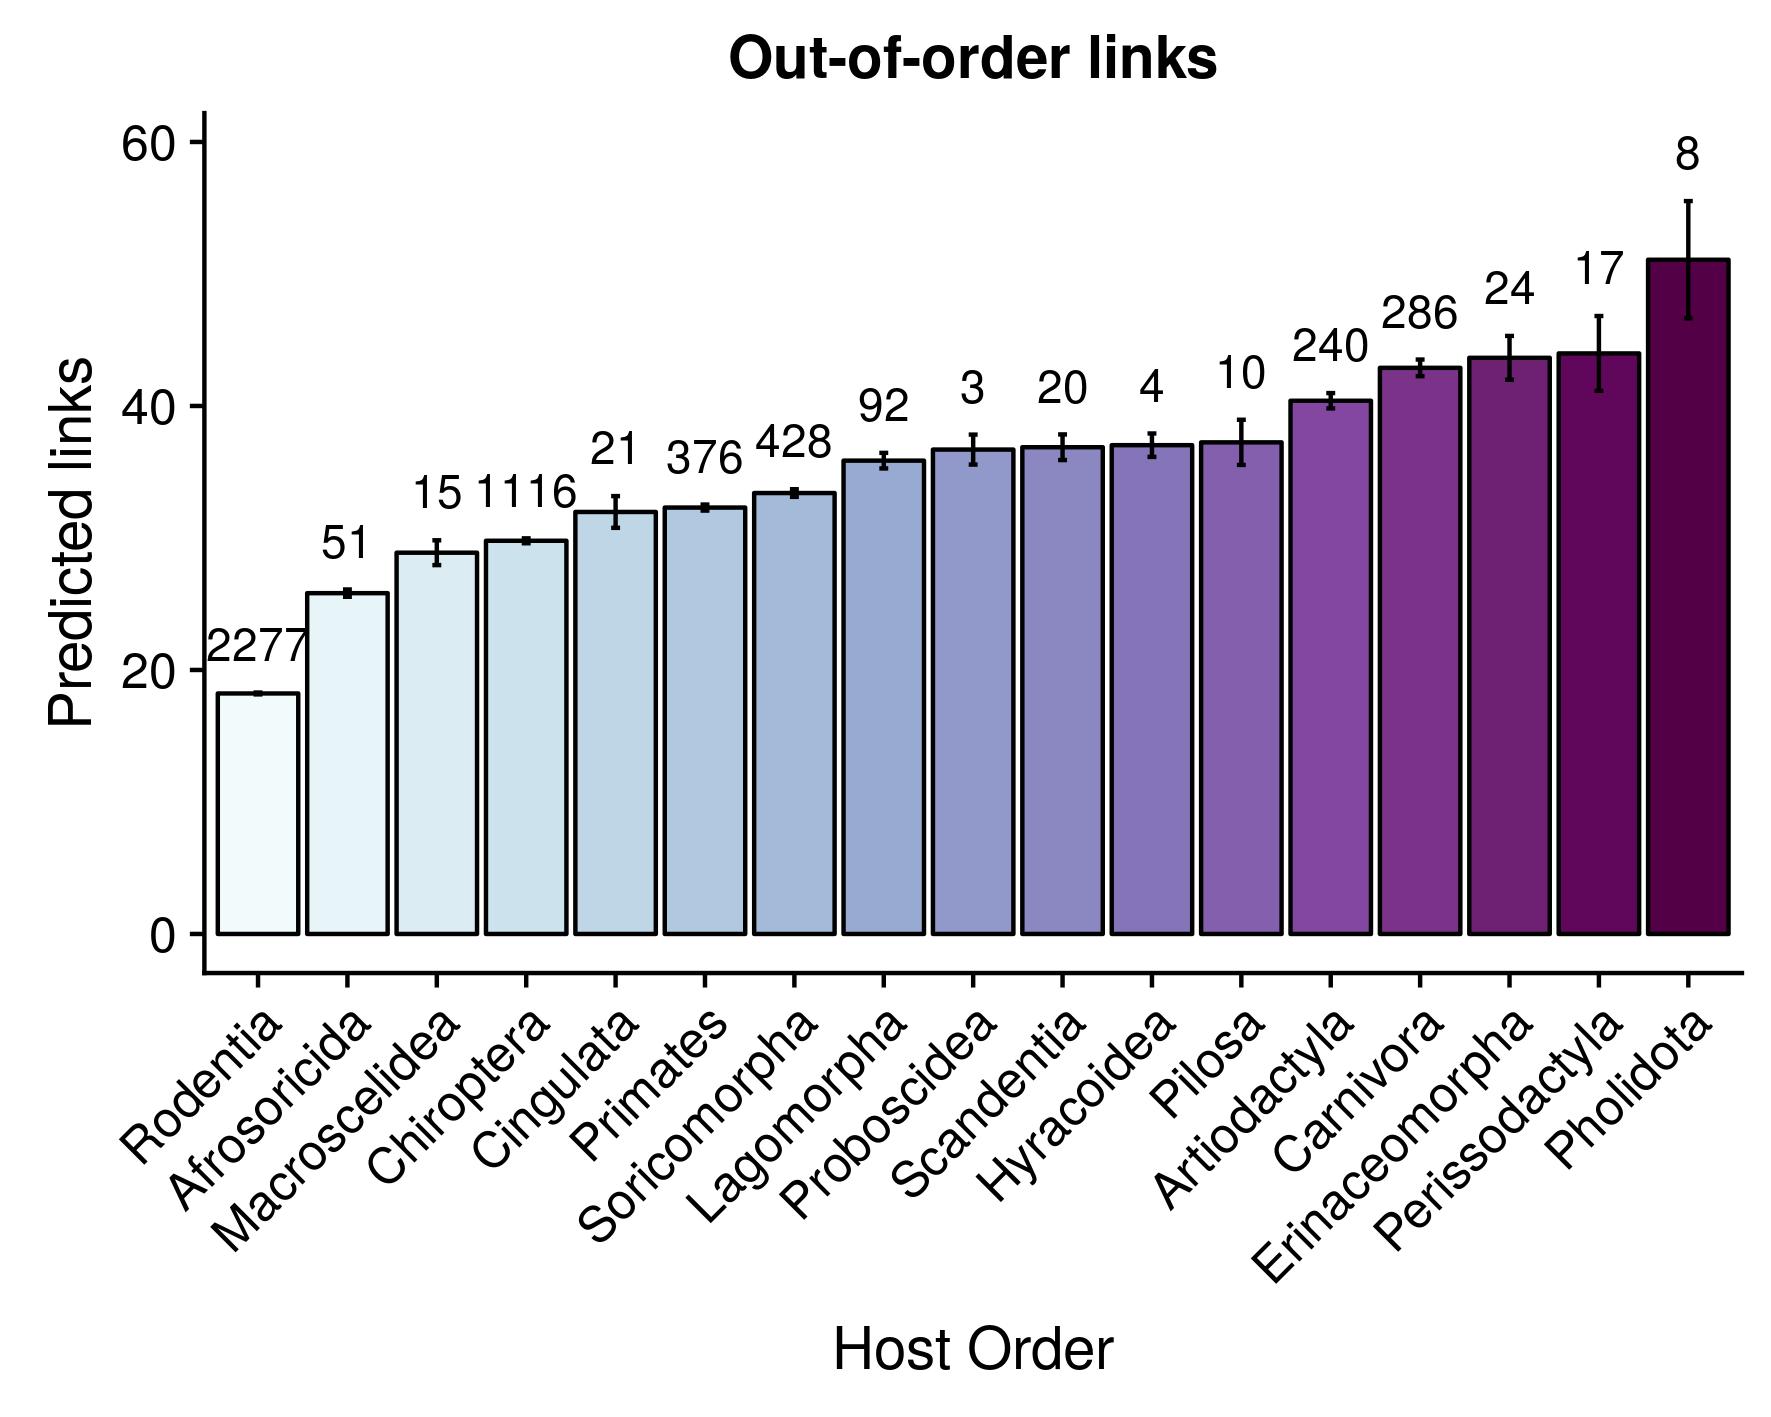 Out-of-order links
Predicted links
60
40
20
0
2277
51
15
1116
21
376
428
92
3
20
4
10
240
286
24
17
8
Rodentia
Afrosoricida
Macroscelidea
Chiroptera
Cingulata
Primates
Soricomorpha
Lagomorpha
Proboscidea
Scandentia
Hyracoidea
Pilosa
Artiodactyla
Carnivora
Erinaceomorpha
Perissodactyla
Pholidota
Host Order